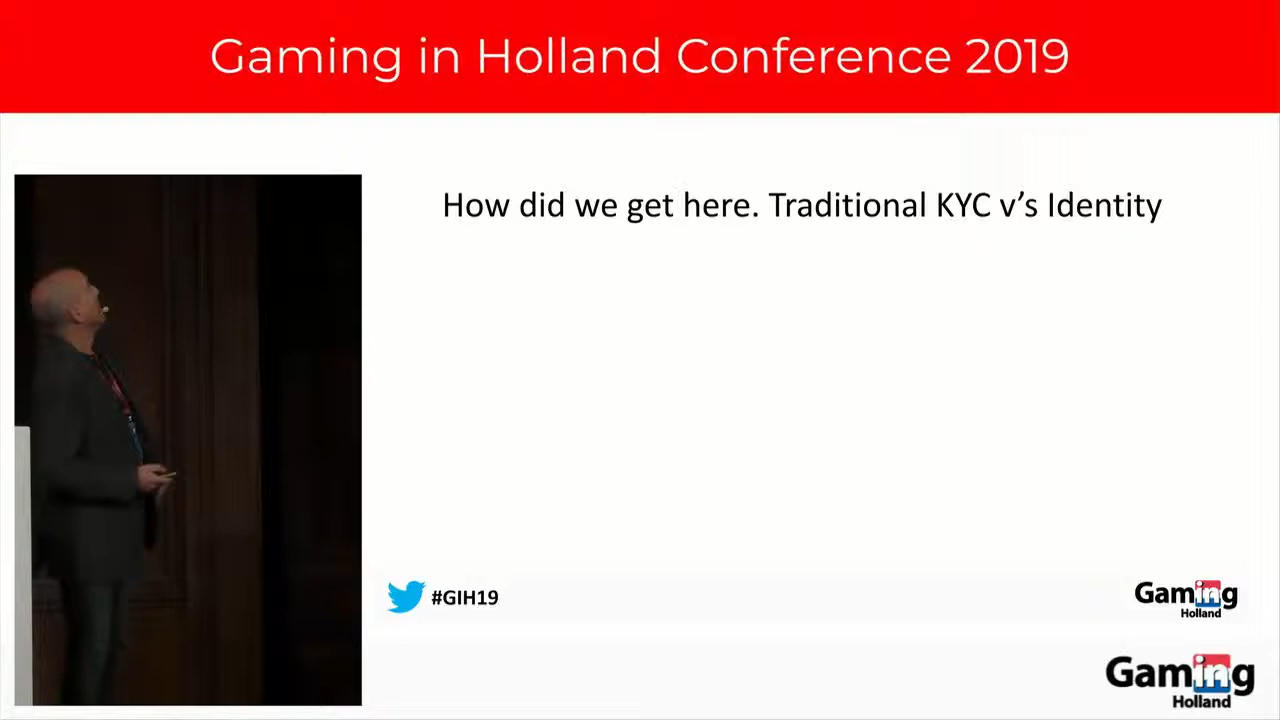 Gaming in Holland Conference 2019
How did we get here. Traditional KYC v’s Identity
#GIH19
Gaming
Holland
Gaming
Holland